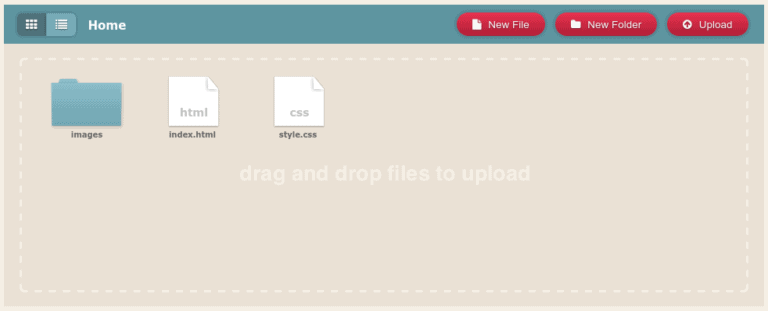 Home
New File
New Folder
Upload
html
css
images
index.html
style.css
drag and drop files to upload